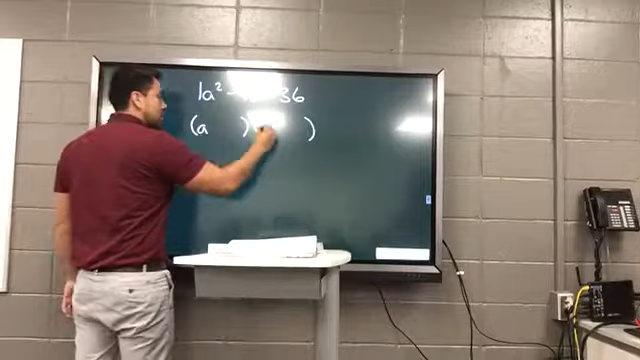 1a² - 36
(a )( )